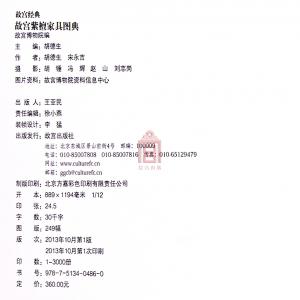 故宫经典
故宫紫檀家具图典
故宫博物院编
主 编：胡德生
作 者：胡德生 宋永吉
摄 影：胡 锤 冯 辉 赵 山 刘志岗
图片资料：故宫博物院资料信息中心
出 版 人：王亚民
责任编辑：徐小燕
装帧设计：李 猛
出版发行：故宫出版社
地址：北京东城区景山前街4号 邮编：100009
电话：010-85007808 010-85007816 传真：010-65129479
网址：www.culturefc.cn
邮箱：ggcb@culturefc.cn
制版印刷：北京方嘉彩色印刷有限责任公司
开 本：889×1194毫米 1/12
印 张：24.5
字 数：30千字
图 版：249幅
版 次：2013年10月第1版
2013年10月第1次印刷
印 数：1-3000册
书 号：978-7-5134-0486-0
定 价：360.00元